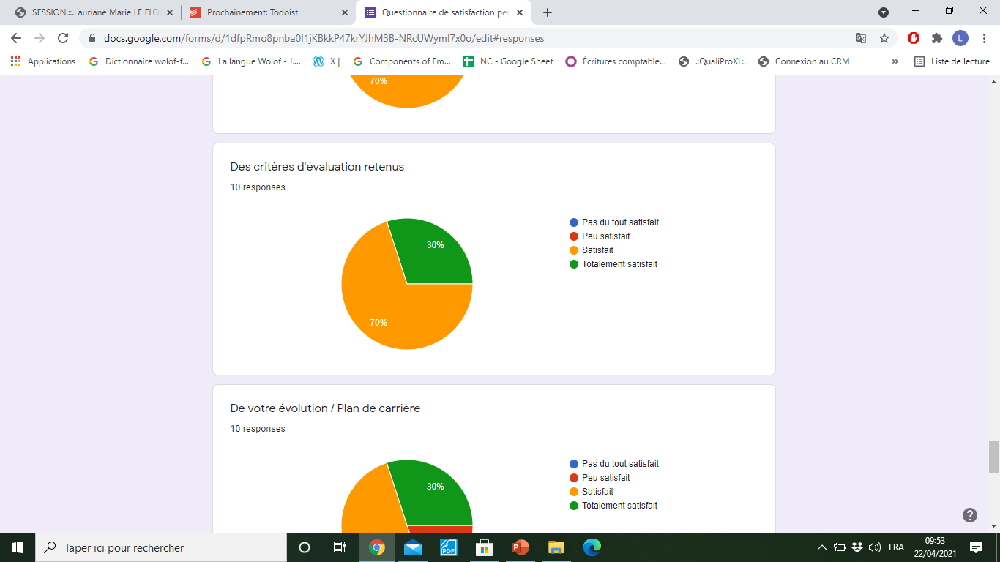 SESSION.::.Lauriane Marie LE FLO
Prochainement: Todoist
Questionnaire de satisfaction per
docs.google.com/forms/d/1dfpRmo8pnba0I1jKBkkP47krYJhM3B-NRcUWymI7x0o/edit#responses
L
Applications
Dictionnaire wolof-f...
La langue Wolof - J....
X |
Components of Em...
NC - Google Sheet
Écritures comptable...
.:QualiProXL:.
Connexion au CRM
»
Liste de lecture
70%
Des critères d'évaluation retenus
10 responses
30%
70%
Pas du tout satisfait
Peu satisfait
Satisfait
Totalement satisfait
De votre évolution / Plan de carrière
10 responses
30%
Pas du tout satisfait
Peu satisfait
Satisfait
Totalement satisfait
Taper ici pour rechercher
PDF
FRA
09:53
22/04/2021